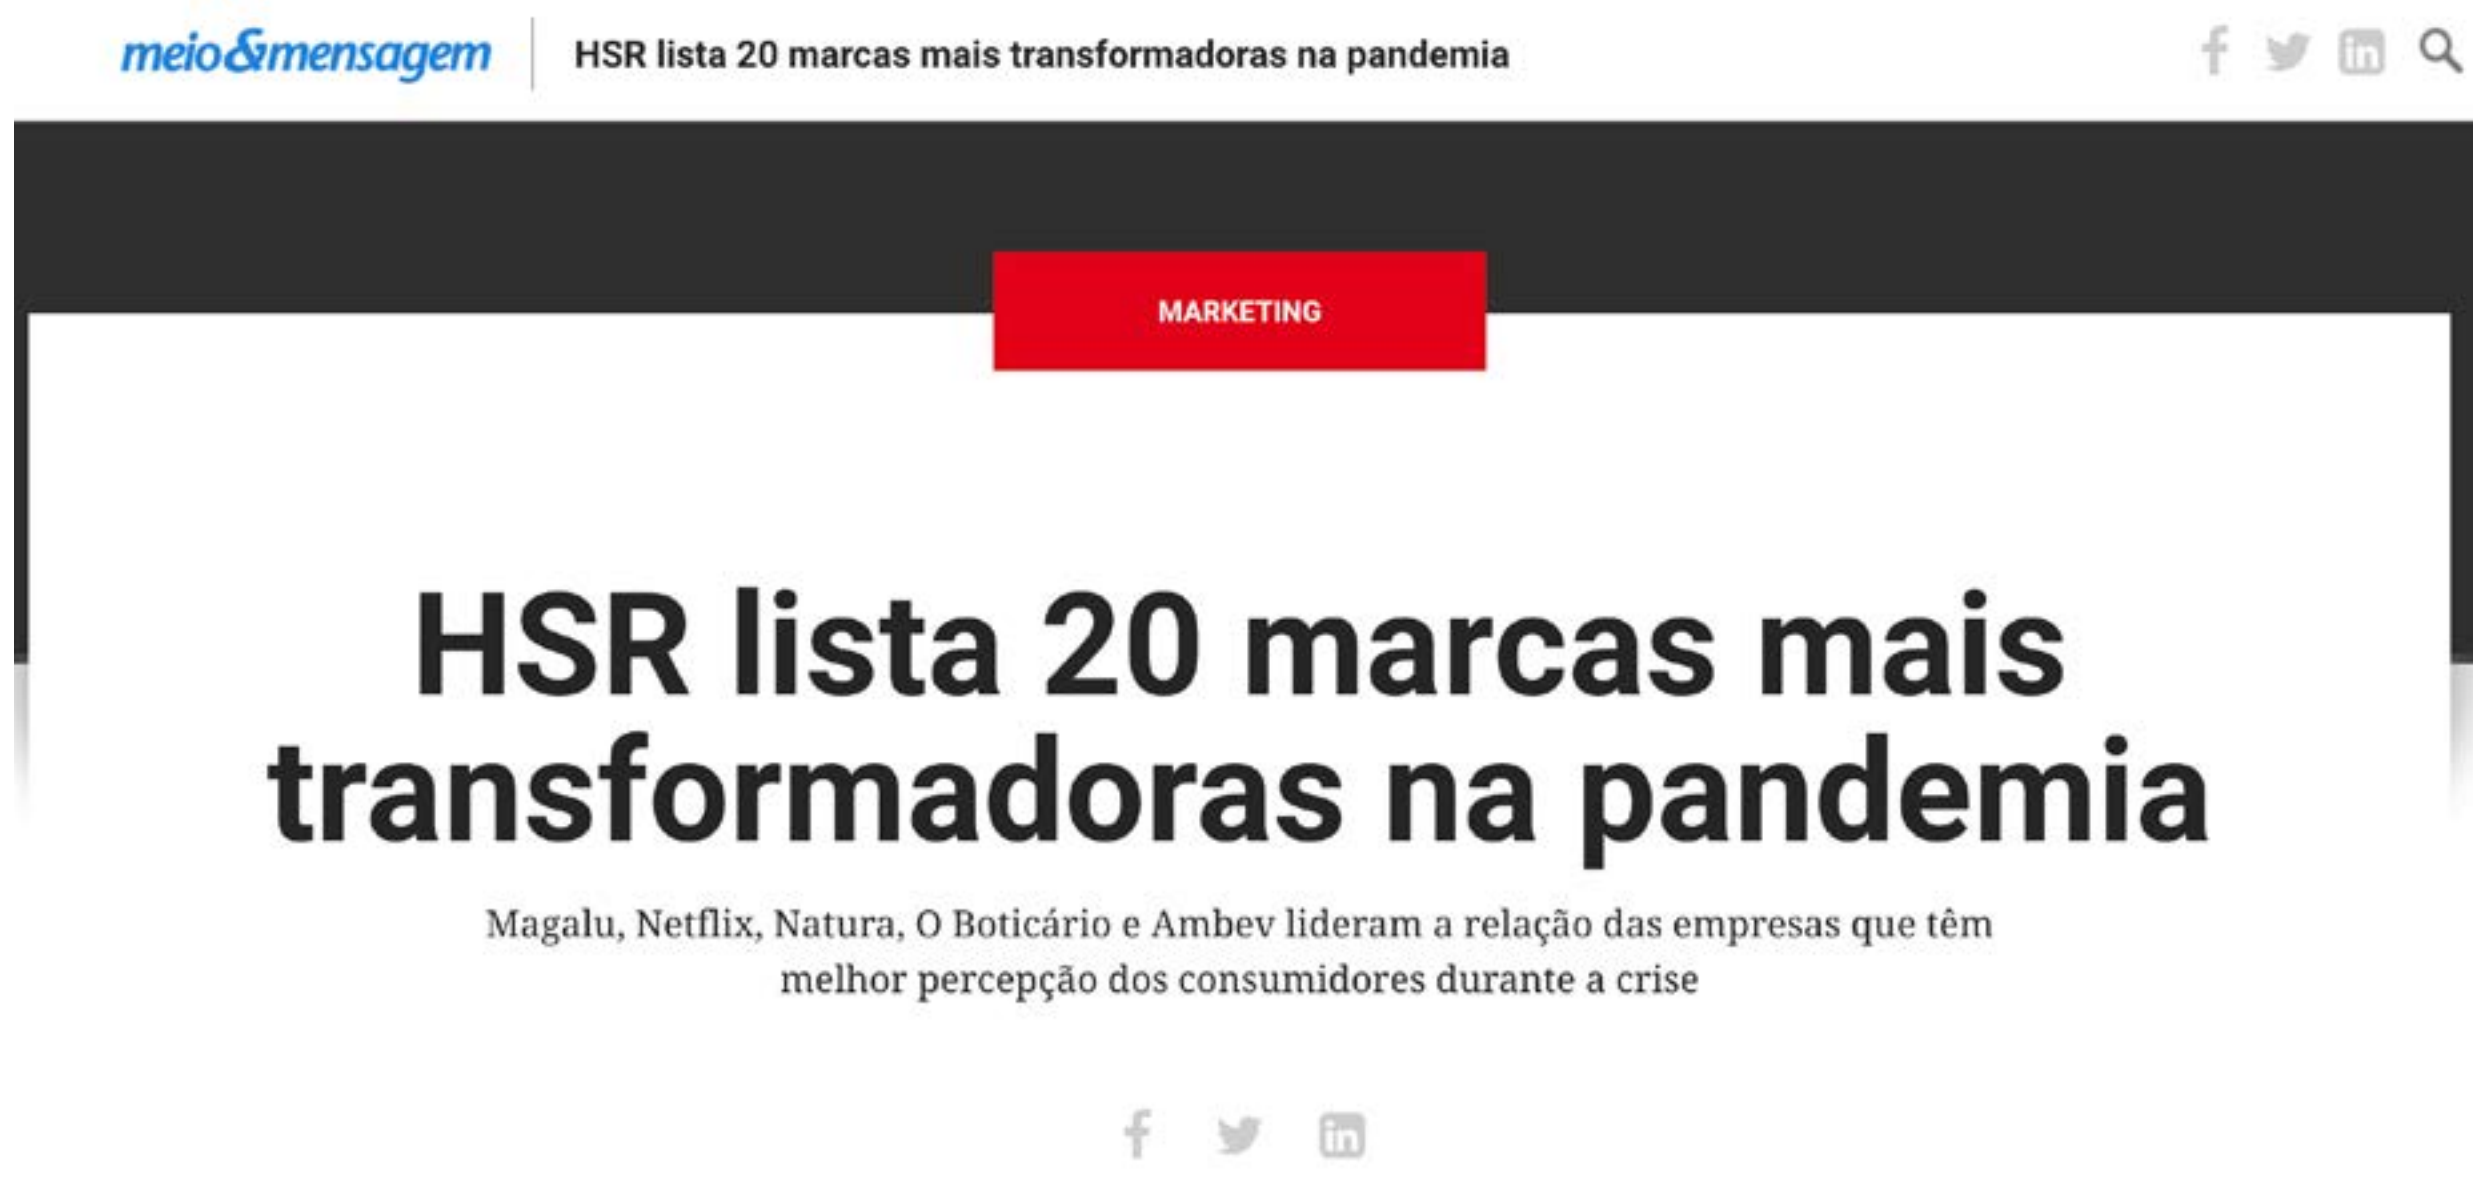 meio&mensagem
HSR lista 20 marcas mais transformadoras na pandemia
MARKETING
HSR lista 20 marcas mais
transformadoras na pandemia
Magalu, Netflix, Natura, O Boticário e Ambev lideram a relação das empresas que têm
melhor percepção dos consumidores durante a crise